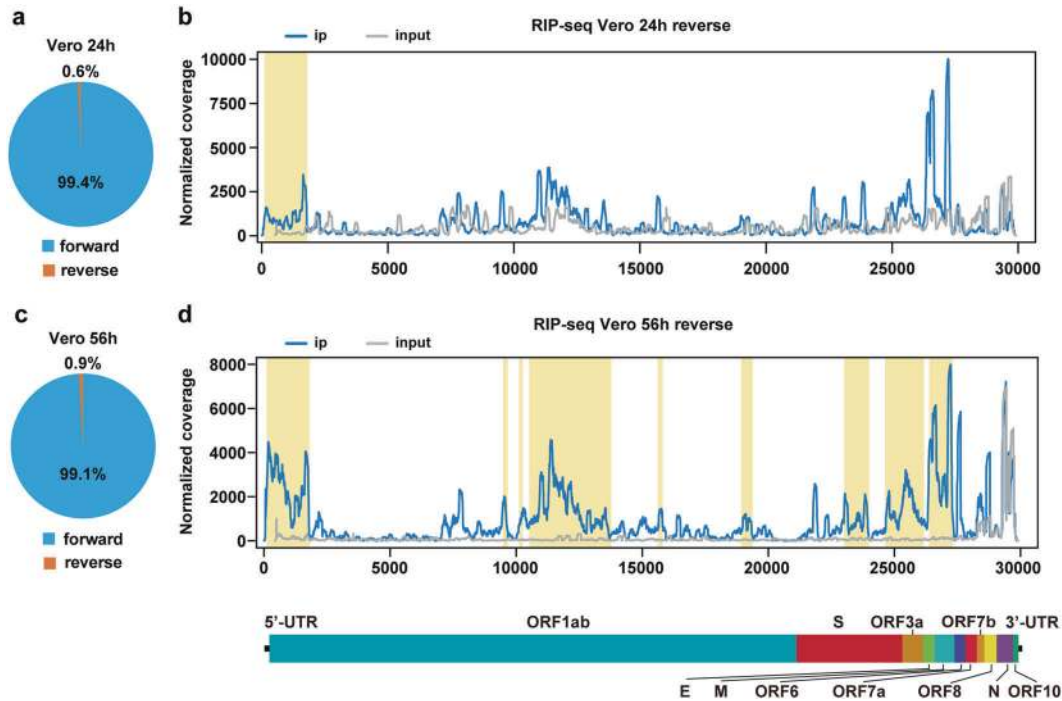 a
Vero 24h
0.6%
99.4%
forward
reverse
b
RIP-seq Vero 24h reverse
ip input
Normalized coverage
10000
7500
5000
2500
0
0 5000 10000 15000 20000 25000 30000
c
Vero 56h
0.9%
99.1%
forward
reverse
d
RIP-seq Vero 56h reverse
ip input
Normalized coverage
8000
6000
4000
2000
0
0 5000 10000 15000 20000 25000 30000
5’-UTR ORF1ab S ORF3a ORF7b 3’-UTR
E M ORF6 ORF7a ORF8 N ORF10